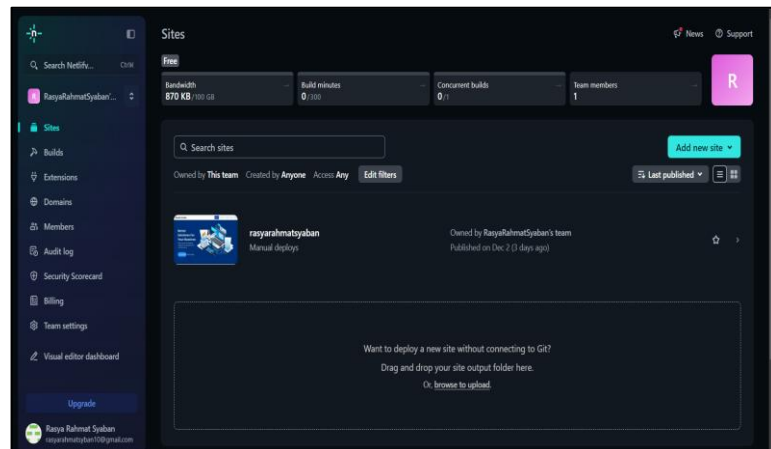 n
Search Netlify... Ctrl K
R RasyaRahmatSyaban'...
Sites
Builds
Extensions
Domains
Members
Audit log
Security Scorecard
Billing
Team settings
Visual editor dashboard
Upgrade
Rasya Rahmat Syaban
Sites
News
Support
Free
Bandwidth
870 KB/100 GB
Build minutes
0/300
Concurrent builds
0/1
Team members
1
R
Search sites
Add new site
Owned by This team Created by Anyone Access Any Edit filters
Last published
rasyarahmatsyaban
Manual deploys
Owned by RasyaRahmatSyaban's team
Published on Dec 2 (3 days ago)
Want to deploy a new site without connecting to Git?
Drag and drop your site output folder here.
Or, browse to upload.